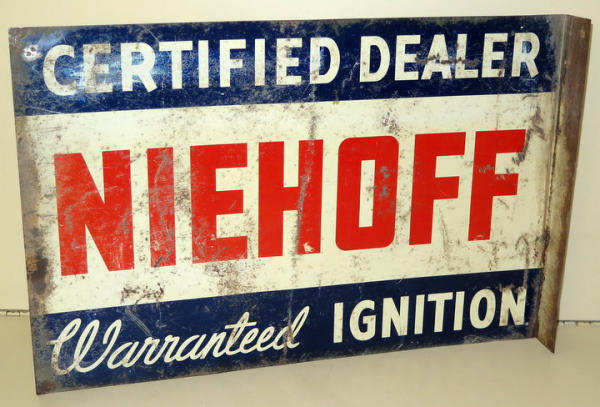 CERTIFIED DEALER
NIEHOFF
Warranteed IGNITION